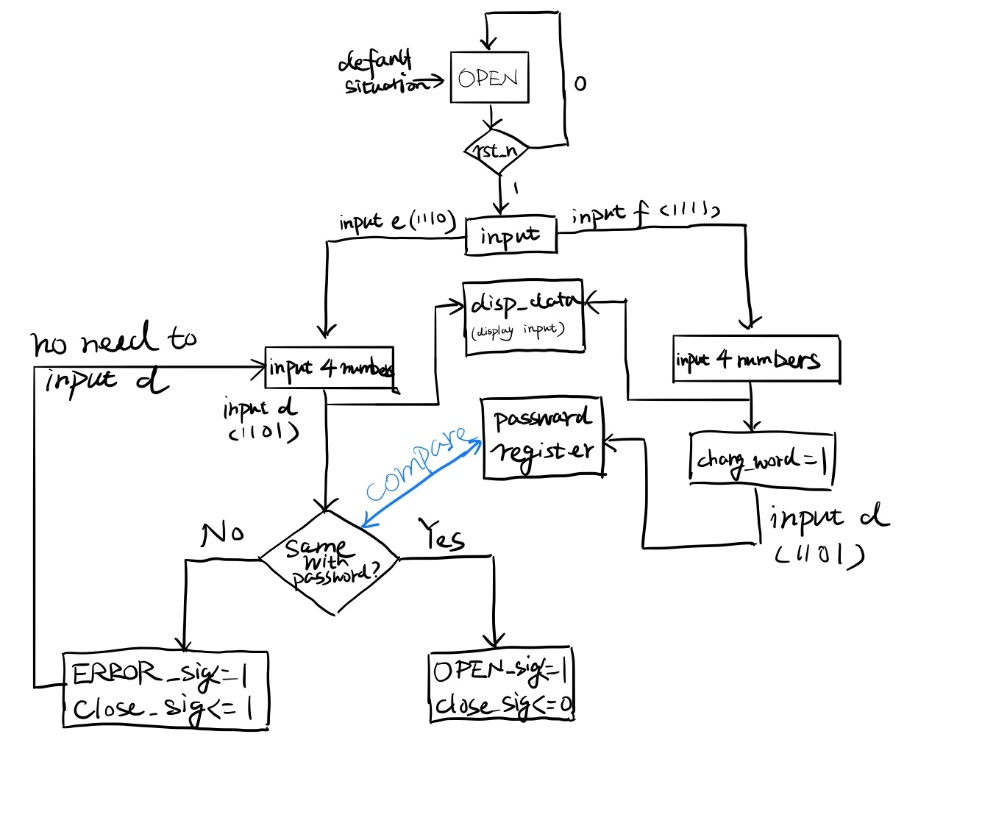 defanlt
situation
OPEN
0
rst_n
1
input e(1110)
input
input f (1111)
disp_data
(display input)
no need to
input d
input 4 numbers
input 4 numbers
input d
(1101)
password
register
compare
chang_word=1
input d
(1101)
No
Yes
Same
with
password?
ERROR_sig<=1
Close_sig<=1
OPEN_sig=1
close_sig<=0